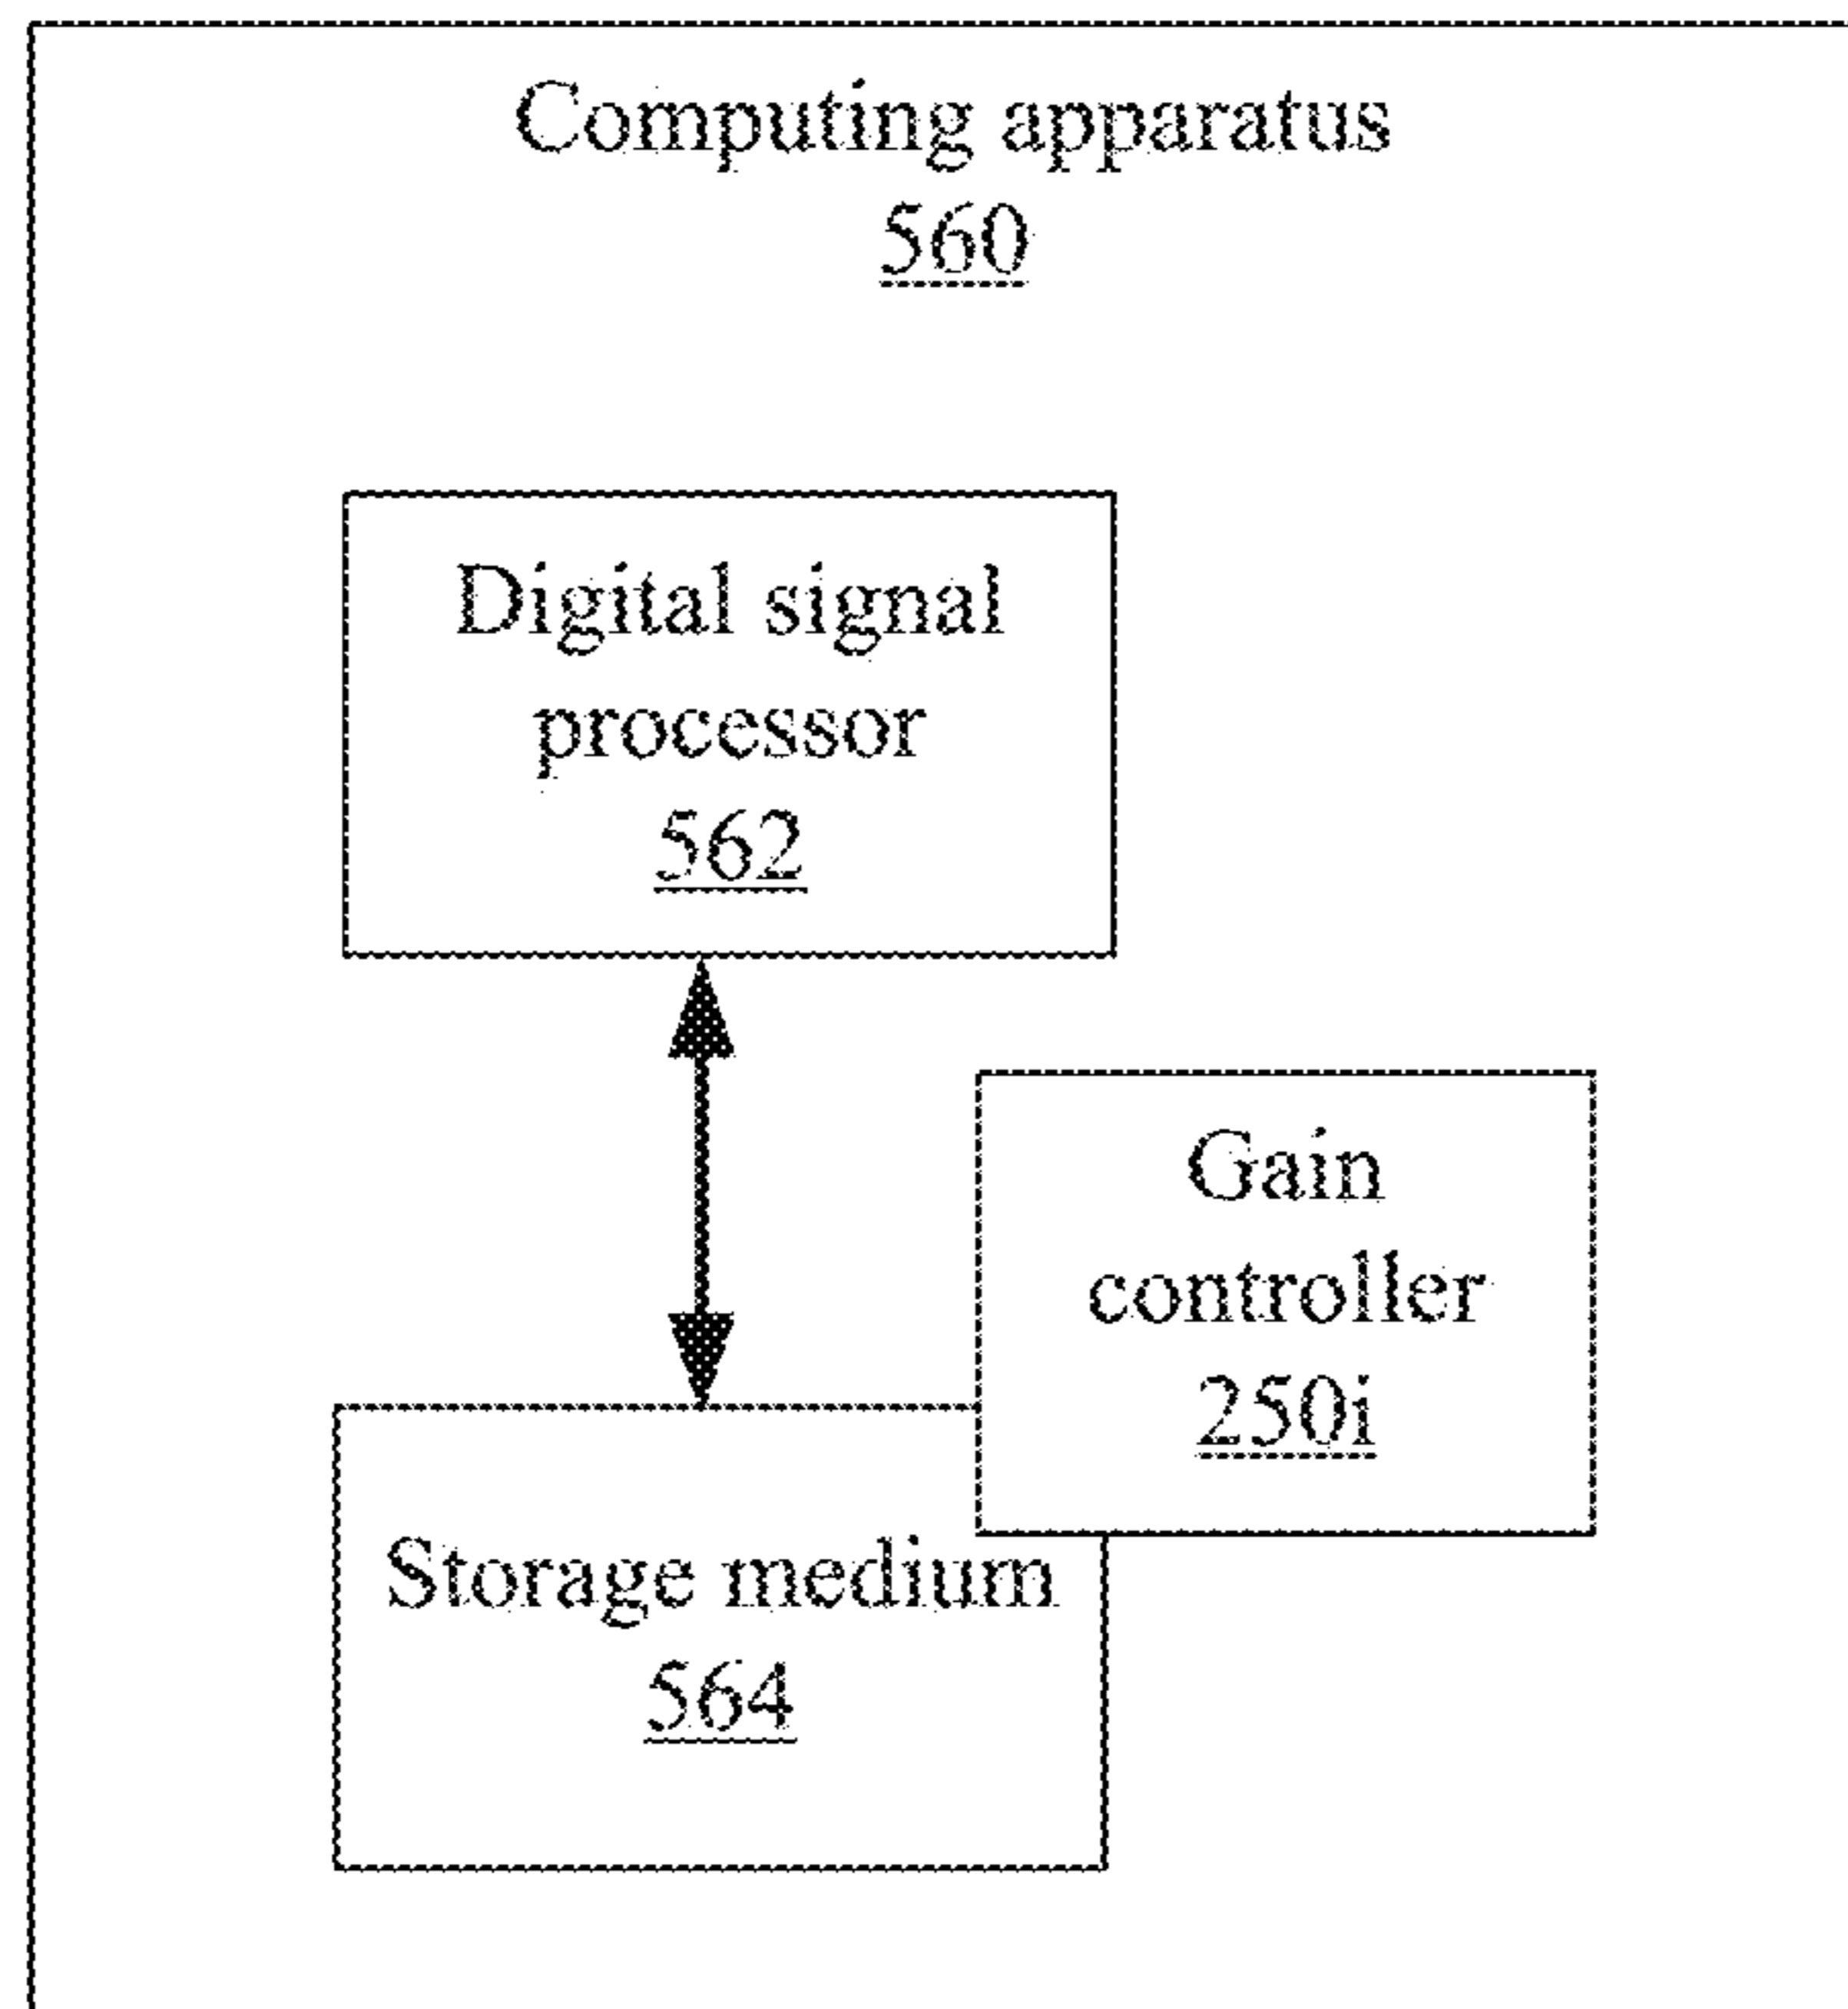 Computing apparatus
560
Digital signal
processor
562
Gain
controller
250i
Storage medium
564